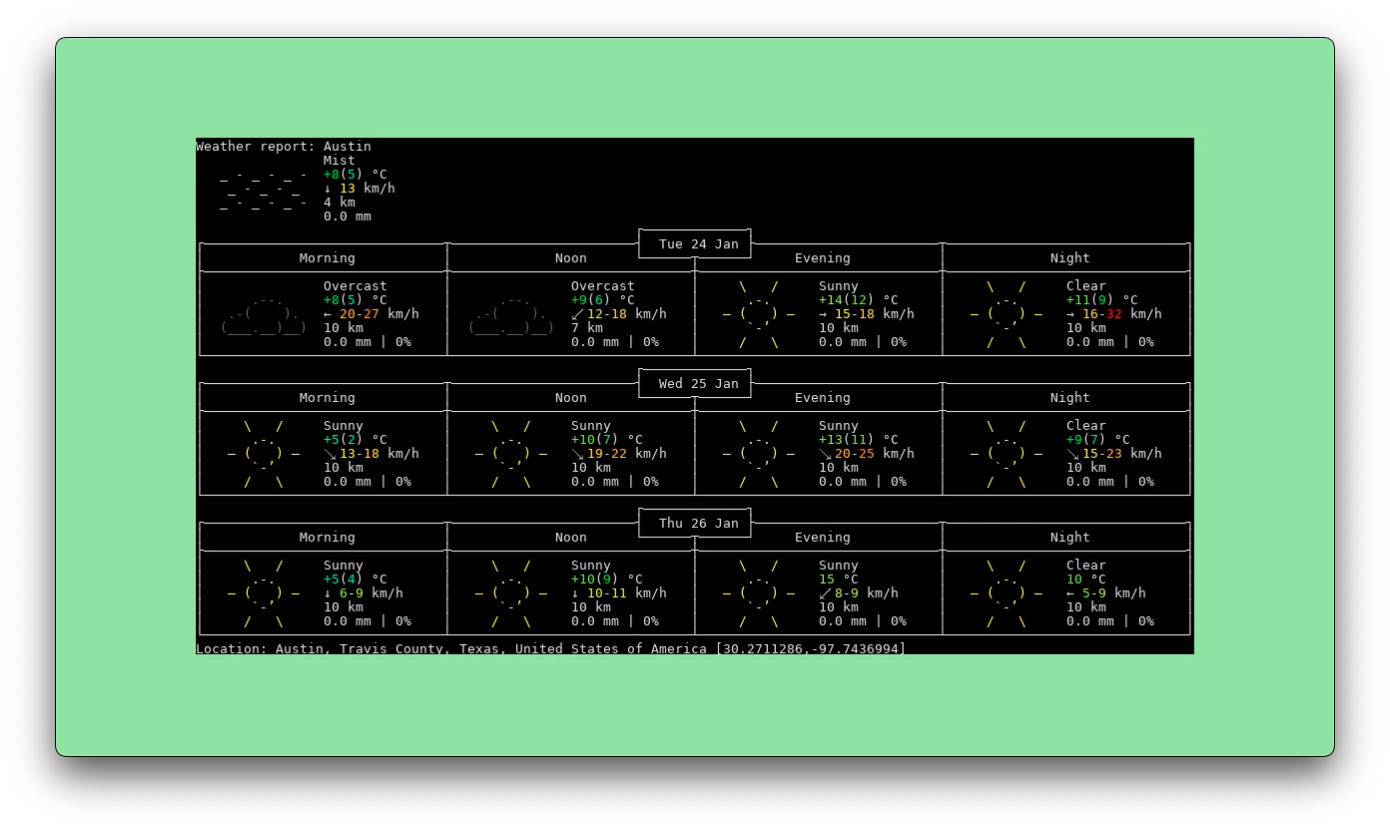 Weather report: Austin
Mist
_ - _ - _ - +8(5) °C
_ - _ - _ ↓ 13 km/h
_ - _ - _ - 4 km
0.0 mm
Tue 24 Jan
Morning Noon Evening Night
Overcast Overcast Sunny Clear
+8(5) °C +9(6) °C +14(12) °C +11(9) °C
← 20-27 km/h ↙ 12-18 km/h → 15-18 km/h → 16-32 km/h
10 km 7 km 10 km 10 km
0.0 mm | 0% 0.0 mm | 0% 0.0 mm | 0% 0.0 mm | 0%
Wed 25 Jan
Morning Noon Evening Night
Sunny Sunny Sunny Clear
+5(2) °C +10(7) °C +13(11) °C +9(7) °C
↘ 13-18 km/h ↘ 19-22 km/h ↘ 20-25 km/h ↘ 15-23 km/h
10 km 10 km 10 km 10 km
0.0 mm | 0% 0.0 mm | 0% 0.0 mm | 0% 0.0 mm | 0%
Thu 26 Jan
Morning Noon Evening Night
Sunny Sunny Sunny Clear
+5(4) °C +10(9) °C 15 °C 10 °C
↓ 6-9 km/h ↓ 10-11 km/h ↙ 8-9 km/h ← 5-9 km/h
10 km 10 km 10 km 10 km
0.0 mm | 0% 0.0 mm | 0% 0.0 mm | 0% 0.0 mm | 0%
Location: Austin, Travis County, Texas, United States of America [30.2711286,-97.7436994]